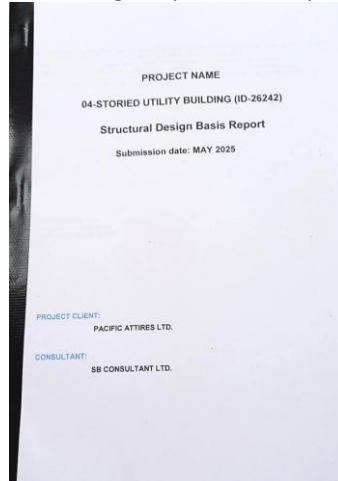 PROJECT NAME
04-STORIED UTILITY BUILDING (ID-26242)
Structural Design Basis Report
Submission date: MAY 2025
PROJECT CLIENT:
PACIFIC ATTIRES LTD.
CONSULTANT:
SB CONSULTANT LTD.